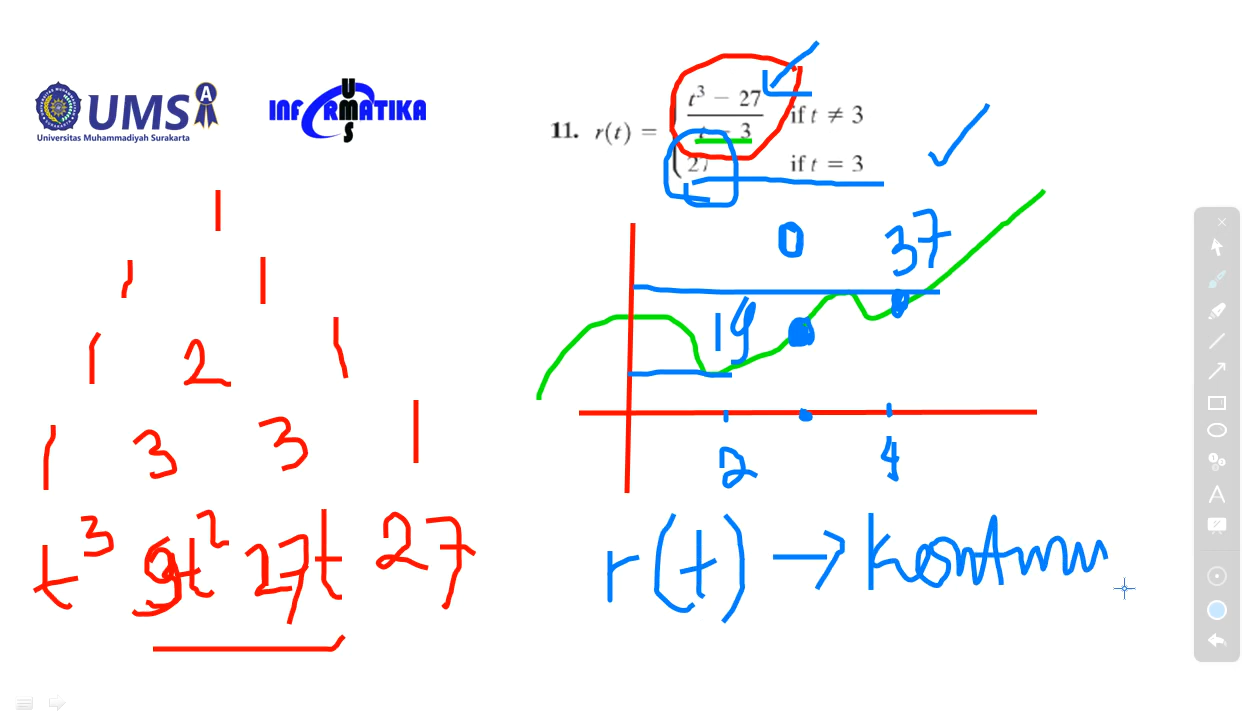 UMS A
Universitas Muhammadiyah Surakarta
INFORMATIKA
UMS
11. r(t) =
t³ − 27
t − 3
if t ≠ 3
27
if t = 3
1
1 1
1 2 1
1 3 3 1
t³ 9t² 27t 27
0
37
19
2
4
r(t) → kontinu
A